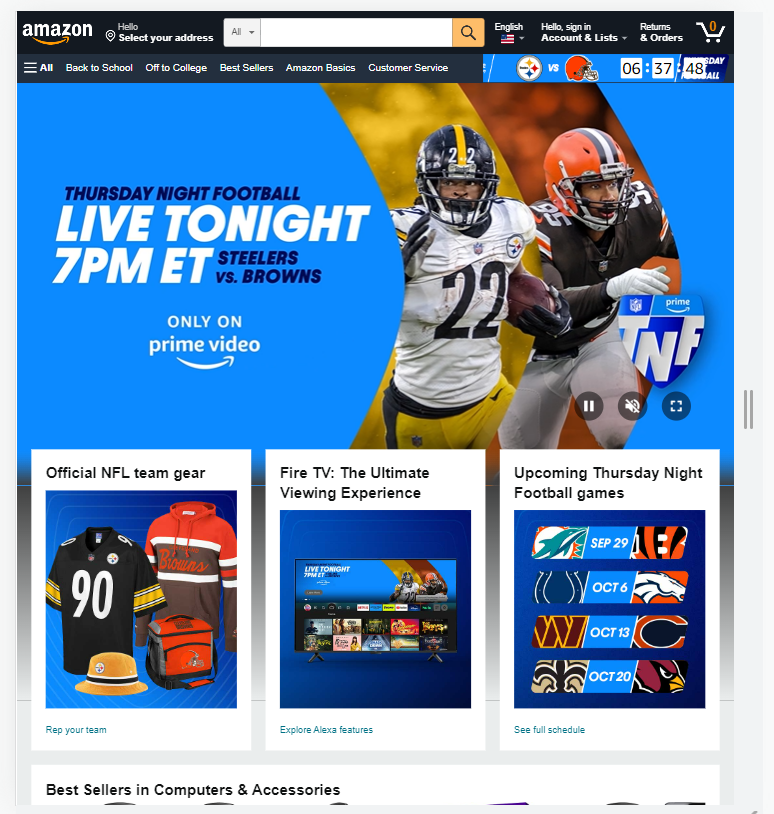 amazon
Hello
Select your address
All
English
Hello, sign in
Account & Lists
Returns
& Orders
0
All
Back to School
Off to College
Best Sellers
Amazon Basics
Customer Service
VS
06 : 37 : 48
THURSDAY NIGHT FOOTBALL
LIVE TONIGHT
7PM ET STEELERS
VS. BROWNS
ONLY ON
prime video
22
22
95
NFL
prime
TNF
Official NFL team gear
Fire TV: The Ultimate
Viewing Experience
Upcoming Thursday Night
Football games
90
Browns
LIVE TONIGHT
7PM ET
SEP 29
OCT 6
OCT 13
OCT 20
Rep your team
Explore Alexa features
See full schedule
Best Sellers in Computers & Accessories